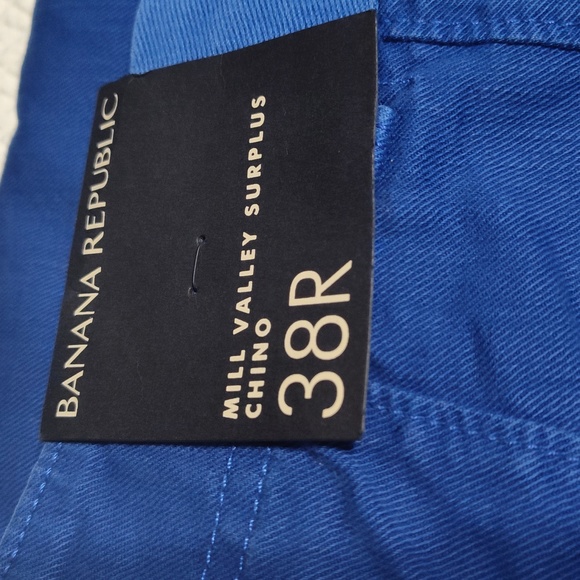 BANANA REPUBLIC
MILL VALLEY SURPLUS
CHINO
38R